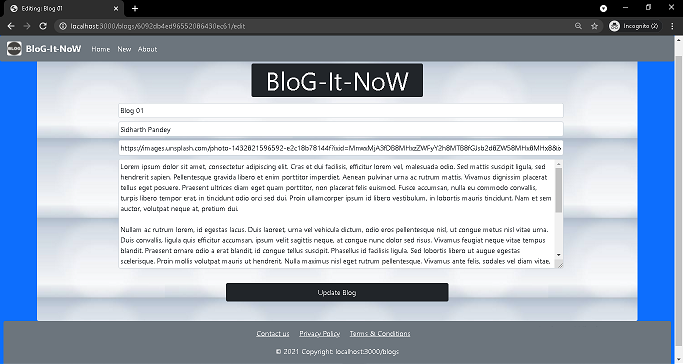 Editing: Blog 01
localhost:3000/blogs/6092db4ed96552086430ec61/edit
Incognito (2)
BLOG
BloG-It-NoW
Home New About
BloG-It-NoW
Blog 01
Sidharth Pandey
Lorem ipsum dolor sit amet, consectetur adipiscing elit. Cras et dui facilisis, efficitur lorem vel, malesuada odio. Sed mattis suscipit ligula, sed
hendrerit sapien. Pellentesque gravida libero et enim porttitor imperdiet. Aenean pulvinar urna ac rutrum mattis. Vivamus dignissim placerat
tellus eget posuere. Praesent ultrices diam eget quam porttitor, non placerat felis euismod. Fusce accumsan, nulla eu commodo convallis,
turpis libero tempor erat, in tincidunt odio orci sed dui. Proin ullamcorper ipsum id libero vestibulum, in lobortis mauris tincidunt. Nam et sem
auctor, volutpat neque at, pretium dui.
Nullam ac rutrum lorem, id egestas lacus. Duis laoreet, urna vel vehicula dictum, odio eros pellentesque nisl, ut congue metus nisl vitae urna.
Duis convallis, ligula quis efficitur accumsan, ipsum velit sagittis neque, at congue nunc dolor sed risus. Vivamus feugiat neque vitae tempus
blandit. Praesent ornare odio a erat blandit, id congue tellus suscipit. Phasellus id facilisis ligula. Sed lobortis libero ut augue egestas
scelerisque. Proin mollis volutpat mauris ut hendrerit. Nulla maximus nisl eget rutrum pellentesque. Vivamus ante felis, sodales vel diam vitae,
Update Blog
Contact us Privacy Policy Terms & Conditions
© 2021 Copyright: localhost:3000/blogs